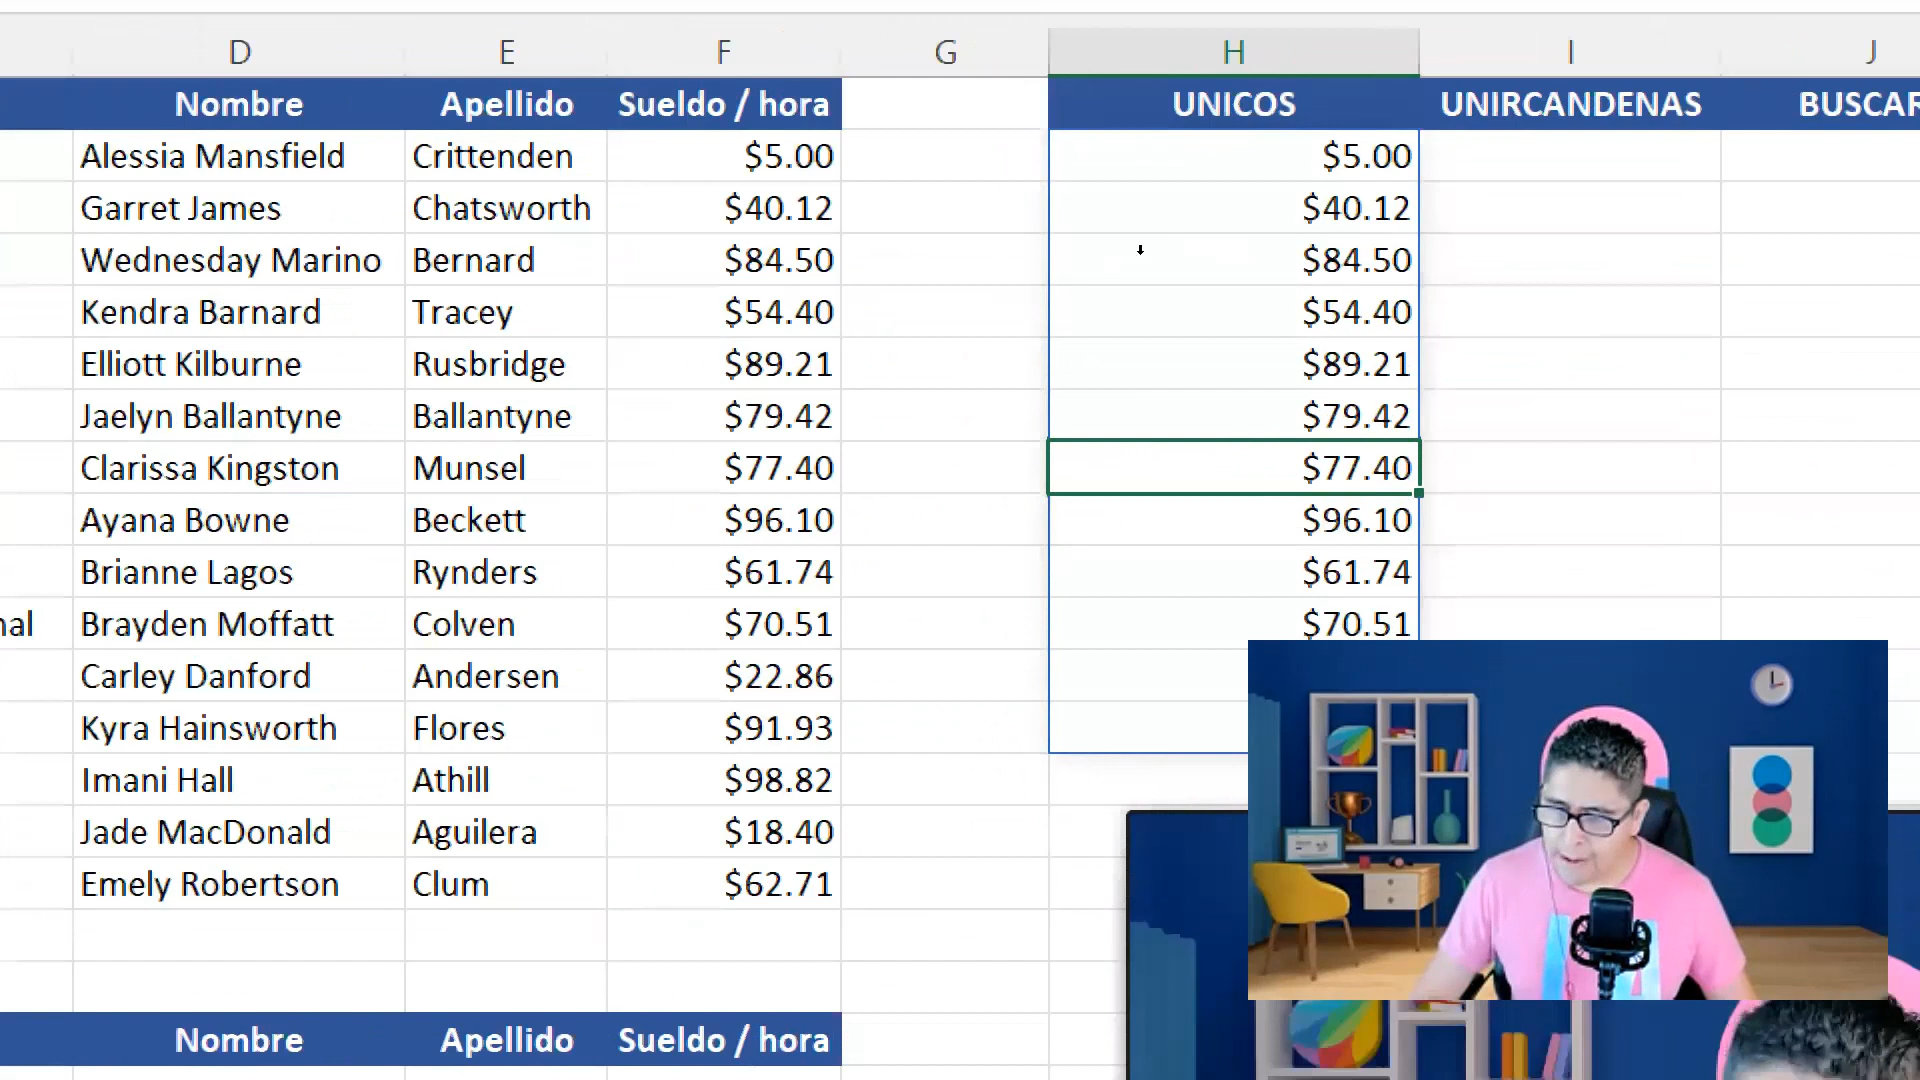 D E F G H I J
Nombre Apellido Sueldo / hora UNICOS UNIRCANDENAS BUSCAR
Alessia Mansfield Crittenden $5.00 $5.00
Garret James Chatsworth $40.12 $40.12
Wednesday Marino Bernard $84.50 $84.50
Kendra Barnard Tracey $54.40 $54.40
Elliott Kilburne Rusbridge $89.21 $89.21
Jaelyn Ballantyne Ballantyne $79.42 $79.42
Clarissa Kingston Munsel $77.40 $77.40
Ayana Bowne Beckett $96.10 $96.10
Brianne Lagos Rynders $61.74 $61.74
nal Brayden Moffatt Colven $70.51 $70.51
Carley Danford Andersen $22.86
Kyra Hainsworth Flores $91.93
Imani Hall Athill $98.82
Jade MacDonald Aguilera $18.40
Emely Robertson Clum $62.71
Nombre Apellido Sueldo / hora